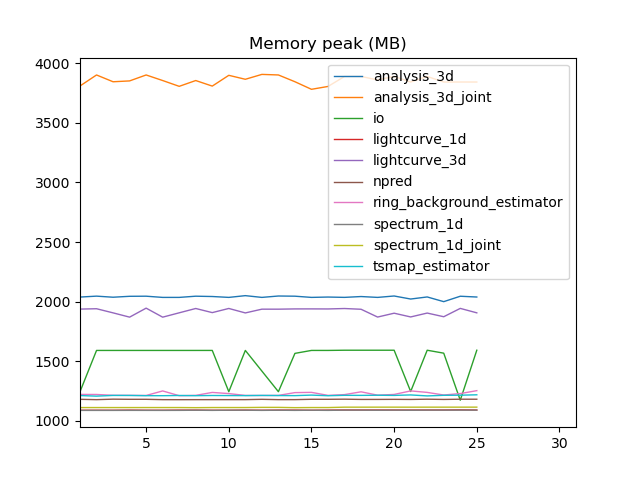 Memory peak (MB)
4000
3500
3000
2500
2000
1500
1000
5
10
15
20
25
30
analysis_3d
analysis_3d_joint
io
lightcurve_1d
lightcurve_3d
npred
ring_background_estimator
spectrum_1d
spectrum_1d_joint
tsmap_estimator